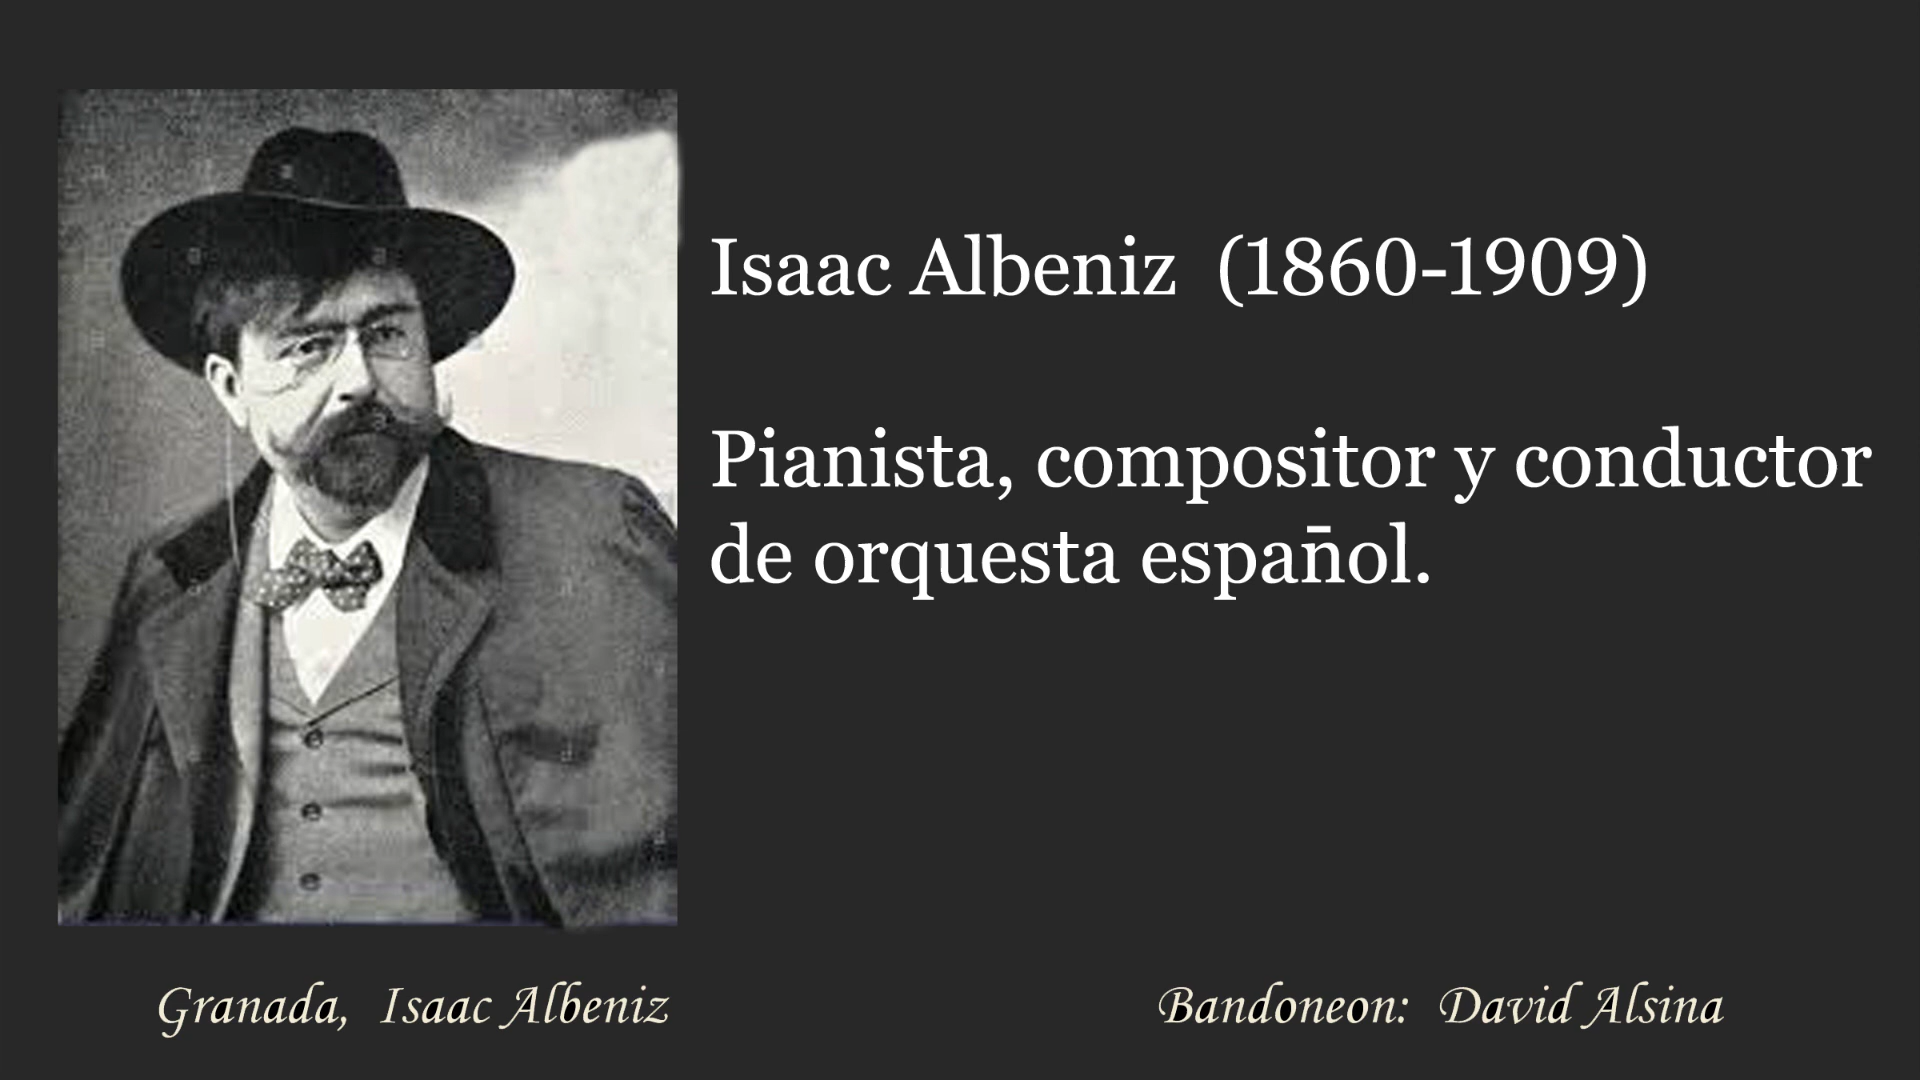 Isaac Albeniz (1860-1909)
Pianista, compositor y conductor
de orquesta español.
Granada, Isaac Albeniz
Bandoneon: David Alsina